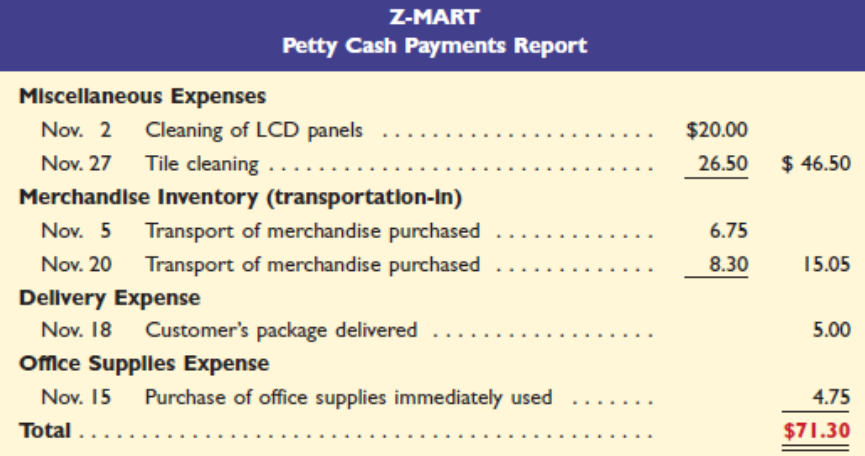 Z-MART
Petty Cash Payments Report
Miscellaneous Expenses
Nov. 2 Cleaning of LCD panels ...................... $20.00
Nov. 27 Tile cleaning ............................... 26.50 $ 46.50
Merchandise Inventory (transportation-in)
Nov. 5 Transport of merchandise purchased ............. 6.75
Nov. 20 Transport of merchandise purchased ............. 8.30 15.05
Delivery Expense
Nov. 18 Customer's package delivered .................. 5.00
Office Supplies Expense
Nov. 15 Purchase of office supplies immediately used ....... 4.75
Total .............................................. $71.30